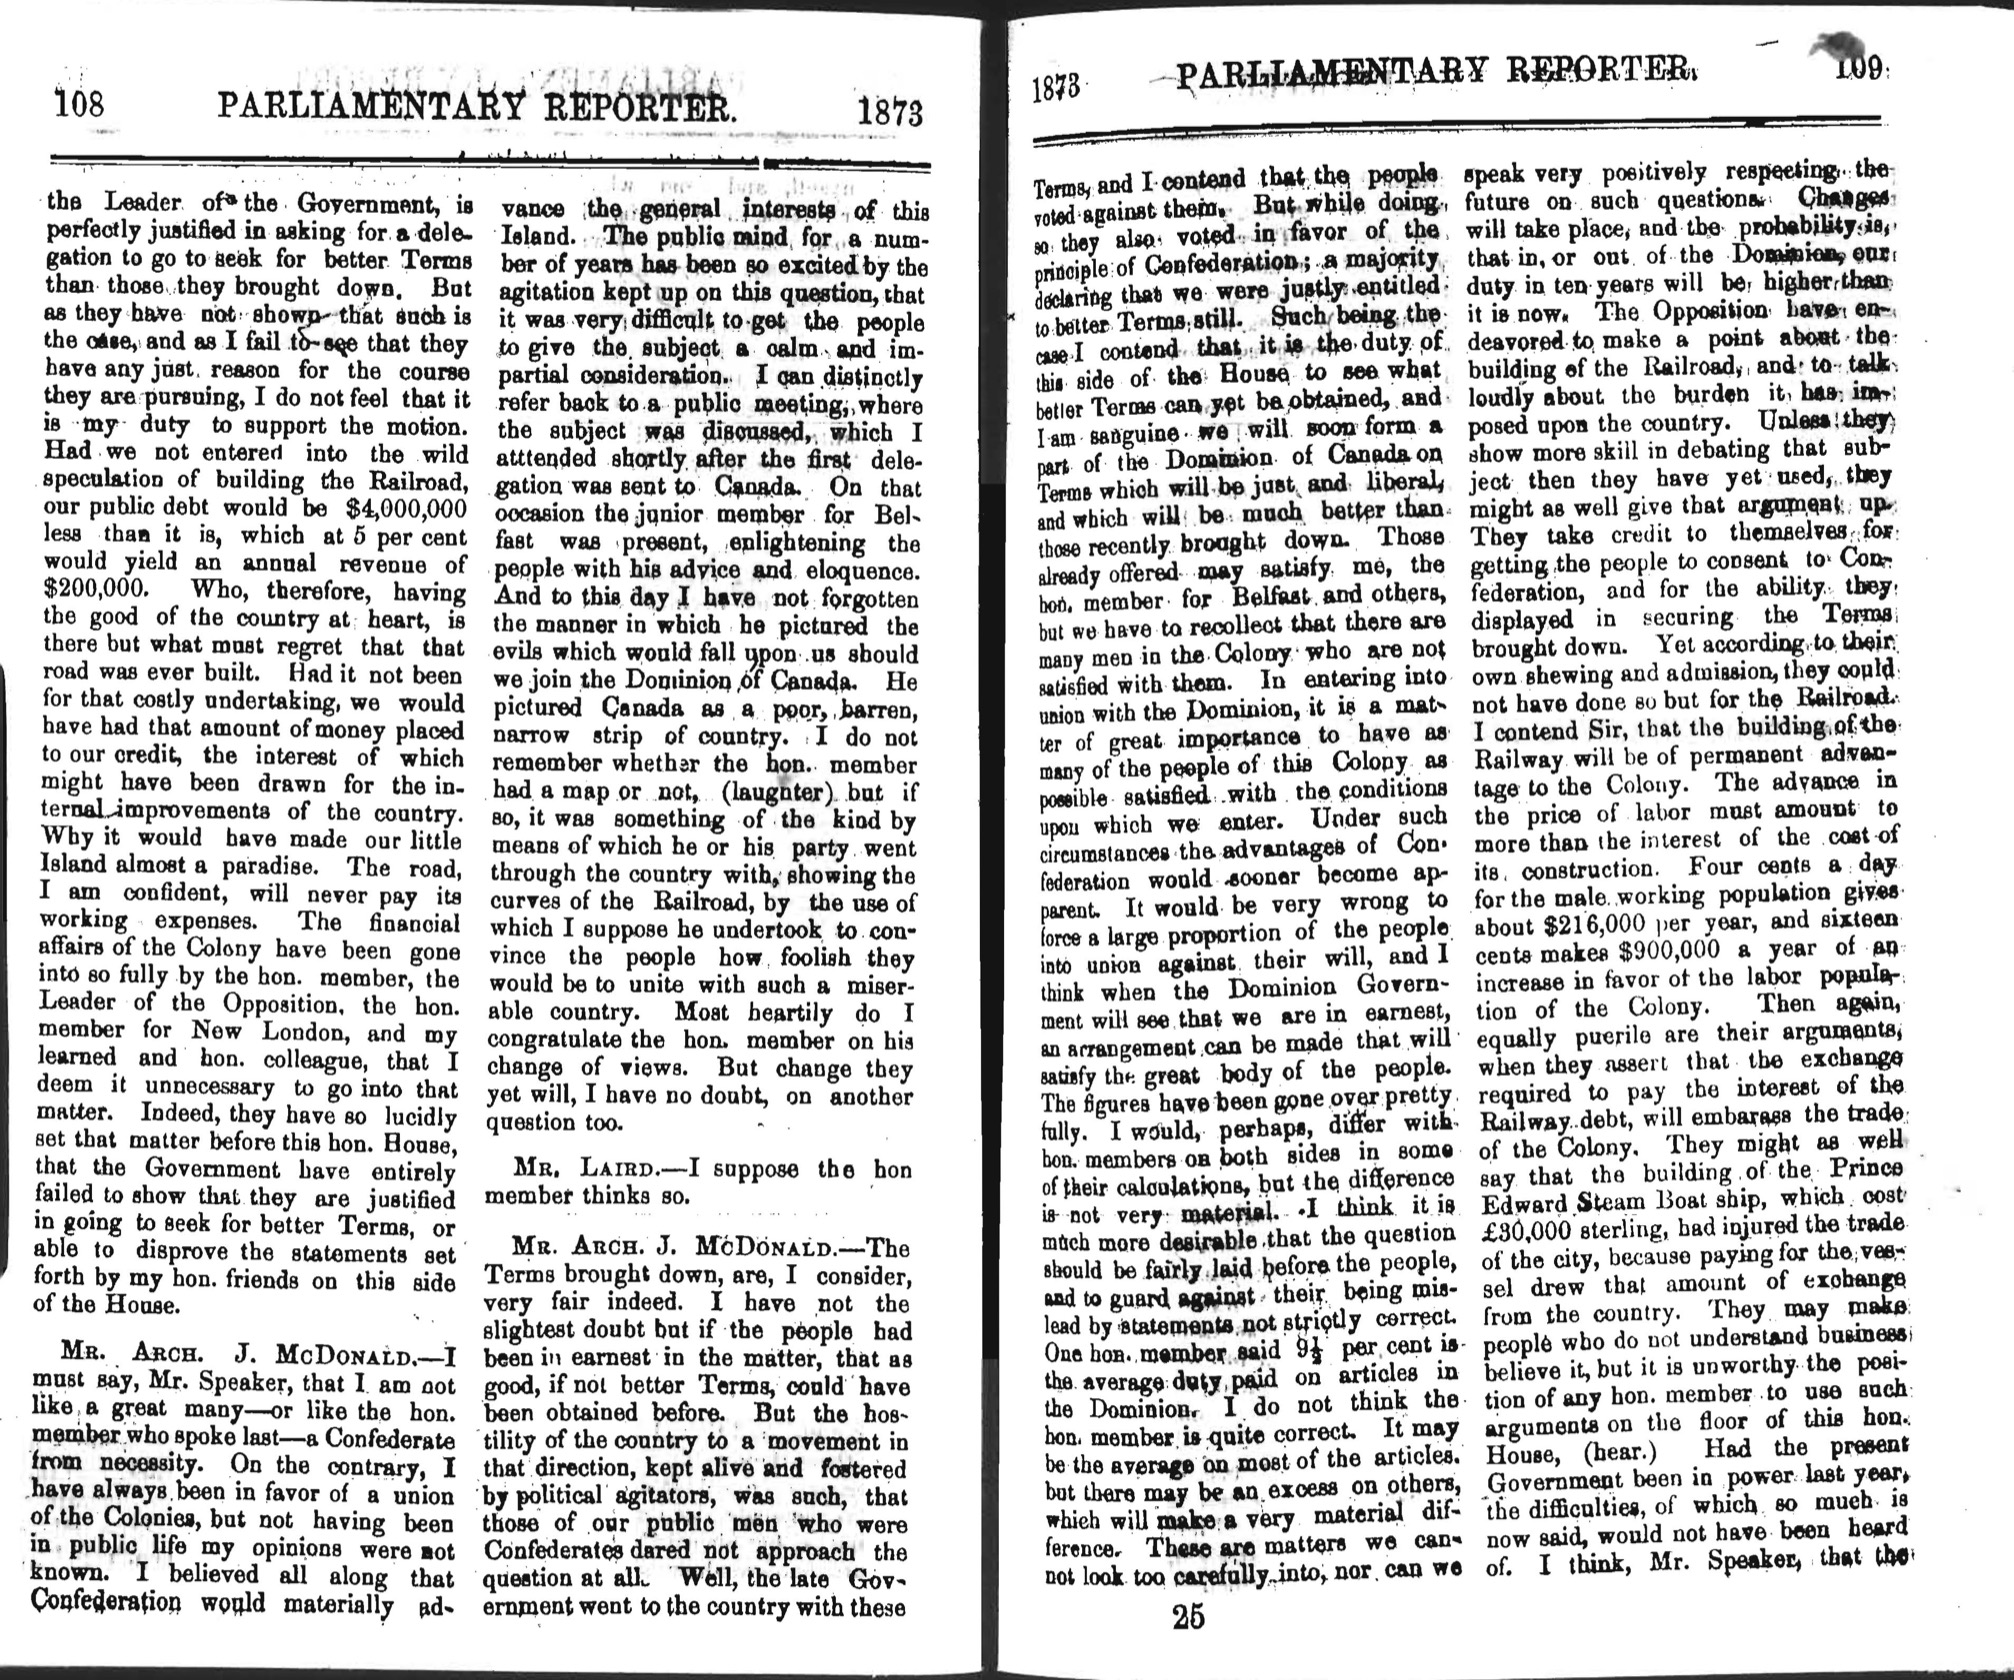 108 PARLIAMENTARY REPORTER. 1873
the Leader of the Government, is
perfectly justified in asking for a dele-
gation to go to seek for better Terms
than those they brought down. But
as they have not shown that such is
the case, and as I fail to see that they
have any just reason for the course
they are pursuing, I do not feel that it
is my duty to support the motion.
Had we not entered into the wild
speculation of building the Railroad,
our public debt would be $4,000,000
less than it is, which at 5 per cent
would yield an annual revenue of
$200,000. Who, therefore, having
the good of the country at heart, is
there but what must regret that that
road was ever built. Had it not been
for that costly undertaking, we would
have had that amount of money placed
to our credit, the interest of which
might have been drawn for the in-
ternal improvements of the country.
Why it would have made our little
Island almost a paradise. The road,
I am confident, will never pay its
working expenses. The financial
affairs of the Colony have been gone
into so fully by the hon. member, the
Leader of the Opposition, the hon.
member for New London, and my
learned and hon. colleague, that I
deem it unnecessary to go into that
matter. Indeed, they have so lucidly
set that matter before this hon. House,
that the Government have entirely
failed to show that they are justified
in going to seek for better Terms, or
able to disprove the statements set
forth by my hon. friends on this side
of the House.
MR. ARCH. J. MCDONALD.—I
must say, Mr. Speaker, that I am not
like a great many—or like the hon.
member who spoke last—a Confederate
from necessity. On the contrary, I
have always been in favor of a union
of the Colonies, but not having been
in public life my opinions were not
known. I believed all along that
Confederation would materially ad-
vance the general interests of this
Island. The public mind for a num-
ber of years has been so excited by the
agitation kept up on this question, that
it was very difficult to get the people
to give the subject a calm and im-
partial consideration. I can distinctly
refer back to a public meeting, where
the subject was discussed, which I
atttended shortly after the first dele-
gation was sent to Canada. On that
occasion the junior member for Bel-
fast was present, enlightening the
people with his advice and eloquence.
And to this day I have not forgotten
the manner in which he pictured the
evils which would fall upon us should
we join the Dominion of Canada. He
pictured Canada as a poor, barren,
narrow strip of country. I do not
remember whether the hon. member
had a map or not, (laughter) but if
so, it was something of the kind by
means of which he or his party went
through the country with, showing the
curves of the Railroad, by the use of
which I suppose he undertook to con-
vince the people how foolish they
would be to unite with such a miser-
able country. Most heartily do I
congratulate the hon. member on his
change of views. But change they
yet will, I have no doubt, on another
question too.
MR. LAIRD.—I suppose the hon
member thinks so.
MR. ARCH. J. MCDONALD.—The
Terms brought down, are, I consider,
very fair indeed. I have not the
slightest doubt but if the people had
been in earnest in the matter, that as
good, if not better Terms, could have
been obtained before. But the hos-
tility of the country to a movement in
that direction, kept alive and fostered
by political agitators, was such, that
those of our public men who were
Confederates dared not approach the
question at all. Well, the late Gov-
ernment went to the country with these
1873 PARLIAMENTARY REPORTER. 109
Terms, and I contend that the people
voted against them. But while doing
so they also voted in favor of the
principle of Confederation; a majority
declaring that we were justly entitled
to better Terms still. Such being the
case I contend that it is the duty of
this side of the House to see what
better Terms can yet be obtained, and
I am sanguine we will soon form a
part of the Dominion of Canada on
Terms which will be just and liberal,
and which will be much better than
those recently brought down. Those
already offered may satisfy me, the
hon. member for Belfast and others,
but we have to recollect that there are
many men in the Colony who are not
satisfied with them. In entering into
union with the Dominion, it is a mat-
ter of great importance to have as
many of the people of this Colony as
possible satisfied with the conditions
upon which we enter. Under such
circumstances the advantages of Con-
federation would sooner become ap-
parent. It would be very wrong to
force a large proportion of the people
into union against their will, and I
think when the Dominion Govern-
ment will see that we are in earnest,
an arrangement can be made that will
satisfy the great body of the people.
The figures have been gone over pretty
fully. I would, perhaps, differ with
hon. members on both sides in some
of their calculations, but the difference
is not very material. I think it is
much more desirable that the question
should be fairly laid before the people,
and to guard against their being mis-
lead by statements not strictly correct.
One hon. member said 9½ per cent is
the average duty paid on articles in
the Dominion. I do not think the
hon. member is quite correct. It may
be the average on most of the articles.
but there may be an excess on others,
which will make a very material dif-
ference. These are matters we can-
not look too carefully into, nor can we
speak very positively respecting the
future on such questions. Changes
will take place, and the probability is,
that in, or out of the Dominion, our
duty in ten years will be higher than
it is now. The Opposition have en-
deavored to make a point about the
building of the Railroad, and to talk
loudly about the burden it has im-
posed upon the country. Unless they
show more skill in debating that sub-
ject then they have yet used, they
might as well give that argument up.
They take credit to themselves for
getting the people to consent to Con-
federation, and for the ability they
displayed in securing the Terms
brought down. Yet according to their
own shewing and admission, they could
not have done so but for the Railroad.
I contend Sir, that the building of the
Railway will be of permanent advan-
tage to the Colony. The advance in
the price of labor must amount to
more than the interest of the cost of
its construction. Four cents a day
for the male working population gives
about $216,000 per year, and sixteen
cents makes $900,000 a year of an
increase in favor of the labor popula-
tion of the Colony. Then again,
equally puerile are their arguments,
when they assert that the exchange
required to pay the interest of the
Railway debt, will embarass the trade
of the Colony. They might as well
say that the building of the Prince
Edward Steam Boat ship, which cost
£30,000 sterling, had injured the trade
of the city, because paying for the ves-
sel drew that amount of exchange
from the country. They may make
people who do not understand business
believe it, but it is unworthy the posi-
tion of any hon. member to use such
arguments on the floor of this hon.
House, (hear.) Had the present
Government been in power last year,
the difficulties, of which so much is
now said, would not have been heard
of. I think, Mr. Speaker, that the
25